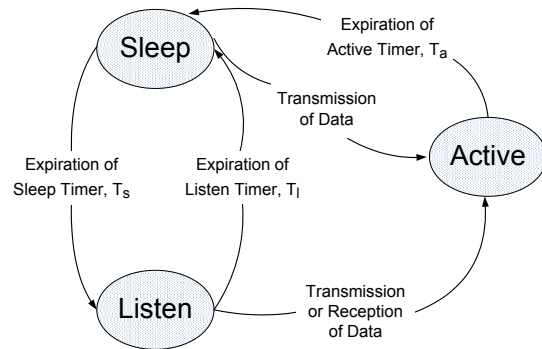 Sleep
Expiration of
Active Timer, Ta
Transmission
of Data
Active
Expiration of
Sleep Timer, Ts
Expiration of
Listen Timer, Tl
Listen
Transmission
or Reception
of Data